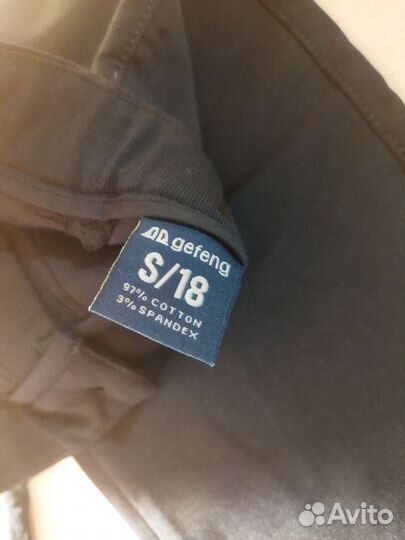 gefeng
S/18
97% COTTON
3% SPANDEX
Avito